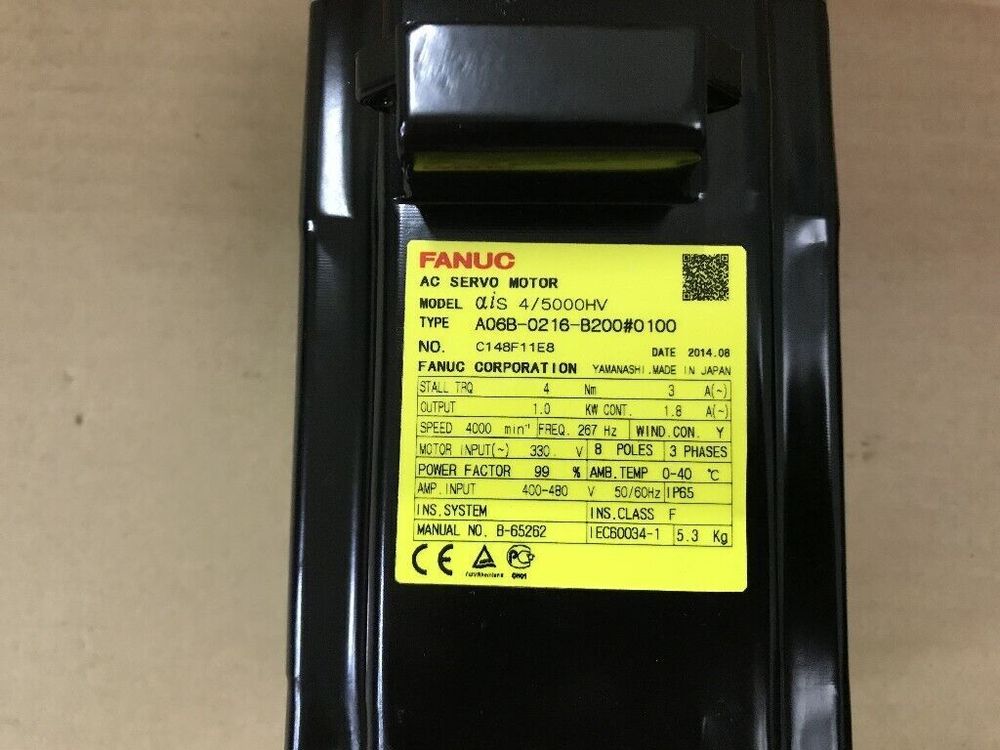 FANUC
AC SERVO MOTOR
MODEL αiS 4/5000HV
TYPE A06B-0216-B200#0100
NO. C148F11E8 DATE 2014.08
FANUC CORPORATION YAMANASHI.MADE IN JAPAN
STALL TRQ 4 Nm 3 A(~)
OUTPUT 1.0 KW CONT. 1.8 A(~)
SPEED 4000 min⁻¹ FREQ. 267 Hz WIND.CON. Y
MOTOR INPUT(~) 330. V 8 POLES 3 PHASES
POWER FACTOR 99 % AMB.TEMP 0-40 ℃
AMP.INPUT 400-480 V 50/60Hz IP65
INS.SYSTEM INS.CLASS F
MANUAL NO. B-65262 IEC60034-1 5.3 Kg
CE
TÜVRheinland